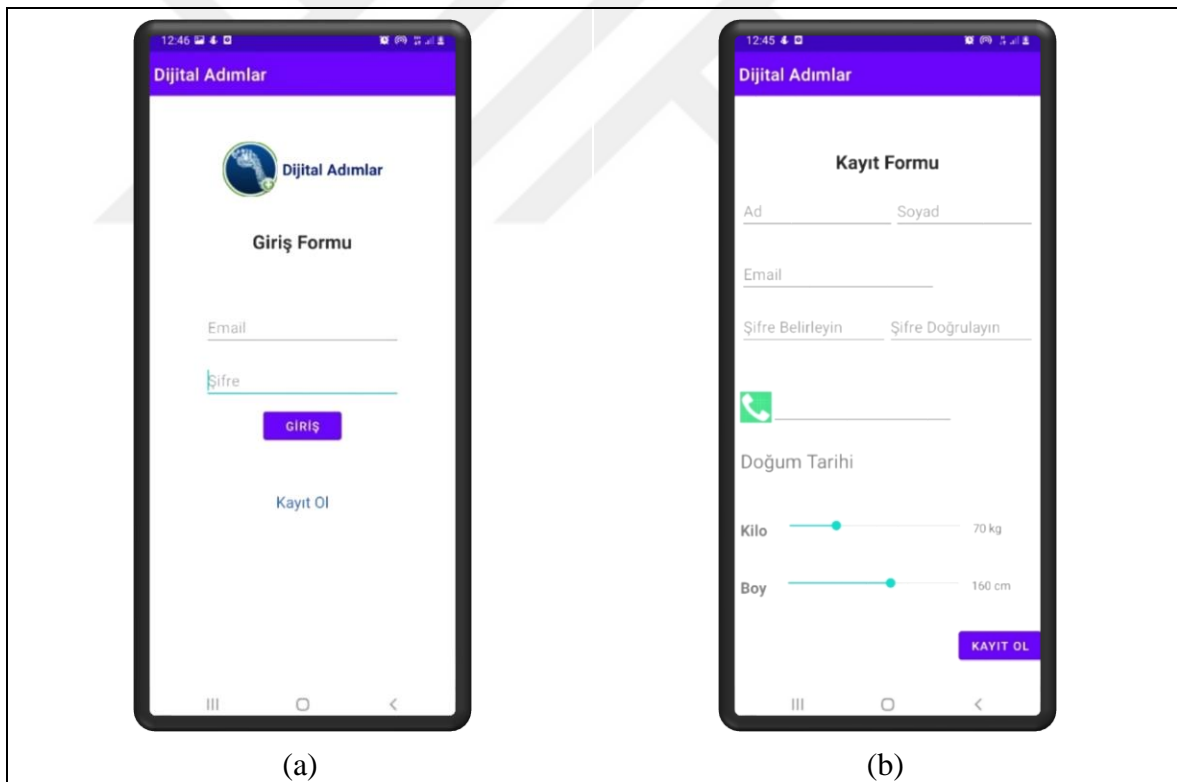 12:46
Dijital Adımlar
Dijital Adımlar
Giriş Formu
Email
Şifre
GİRİŞ
Kayıt Ol
(a)
12:45
Dijital Adımlar
Kayıt Formu
Ad Soyad
Email
Şifre Belirleyin Şifre Doğrulayın
Doğum Tarihi
Kilo 70 kg
Boy 160 cm
KAYIT OL
(b)